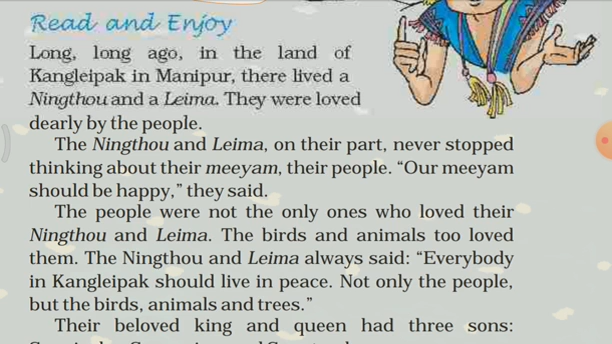 Read and Enjoy
Long, long ago, in the land of
Kangleipak in Manipur, there lived a
Ningthou and a Leima. They were loved
dearly by the people.
The Ningthou and Leima, on their part, never stopped
thinking about their meeyam, their people. “Our meeyam
should be happy,” they said.
The people were not the only ones who loved their
Ningthou and Leima. The birds and animals too loved
them. The Ningthou and Leima always said: “Everybody
in Kangleipak should live in peace. Not only the people,
but the birds, animals and trees.”
Their beloved king and queen had three sons: